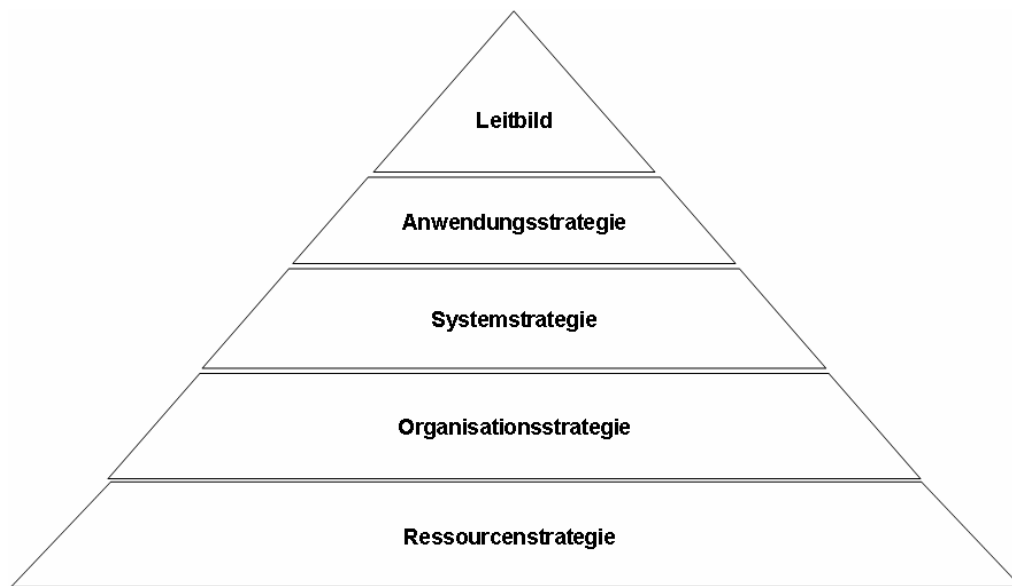 Leitbild
Anwendungsstrategie
Systemstrategie
Organisationsstrategie
Ressourcenstrategie